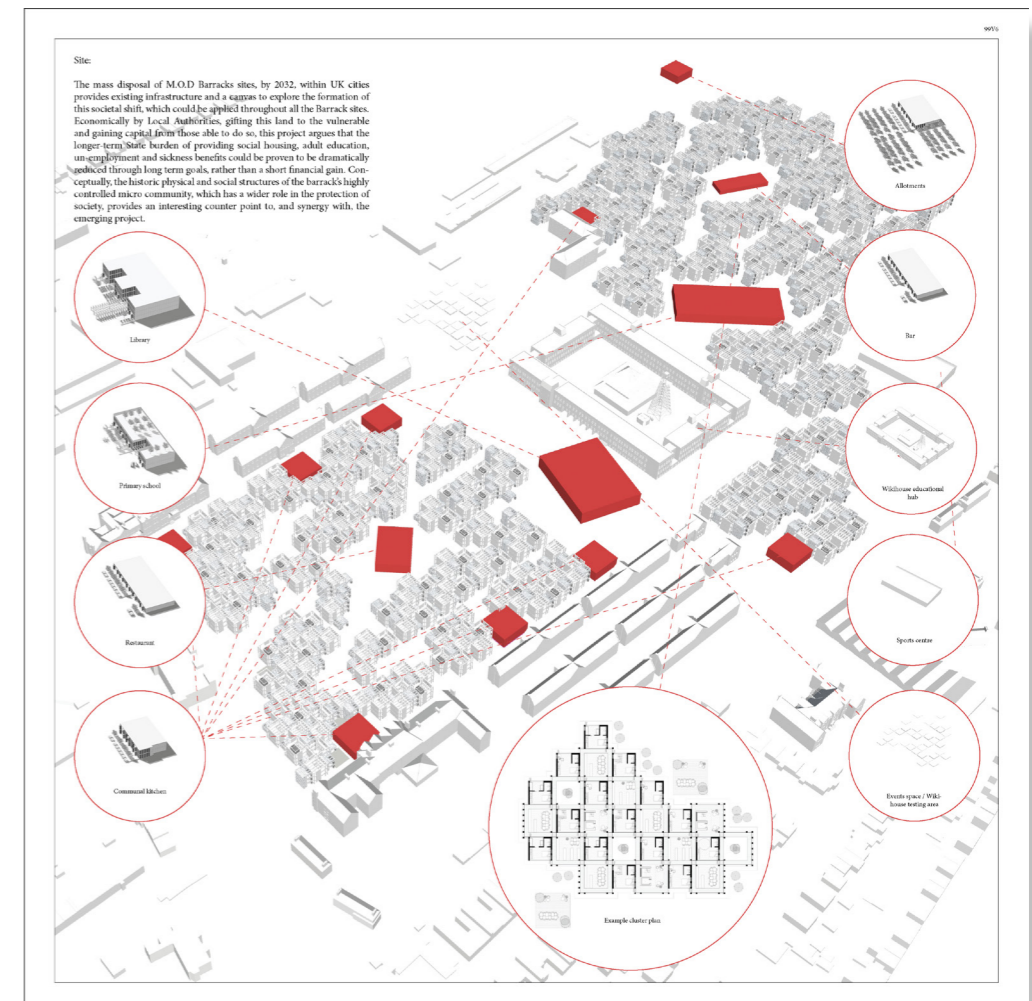 99V6
Site:
The mass disposal of M.O.D Barracks sites, by 2032, within UK cities
provides existing infrastructure and a canvas to explore the formation of
this societal shift, which could be applied throughout all the Barrack sites.
Economically by Local Authorities, gifting this land to the vulnerable
and gaining capital from those able to do so, this project argues that the
longer-term State burden of providing social housing, adult education,
un-employment and sickness benefits could be proven to be dramatically
reduced through long term goals, rather than a short financial gain. Con-
ceptually, the historic physical and social structures of the barrack's highly
controlled micro community, which has a wider role in the protection of
society, provides an interesting counter point to, and synergy with, the
emerging project.
Allotments
Library
Bar
Primary school
Wikihouse educational
hub
Restaurant
Sports centre
Communal kitchen
Events space / Wiki-
house testing area
Example cluster plan